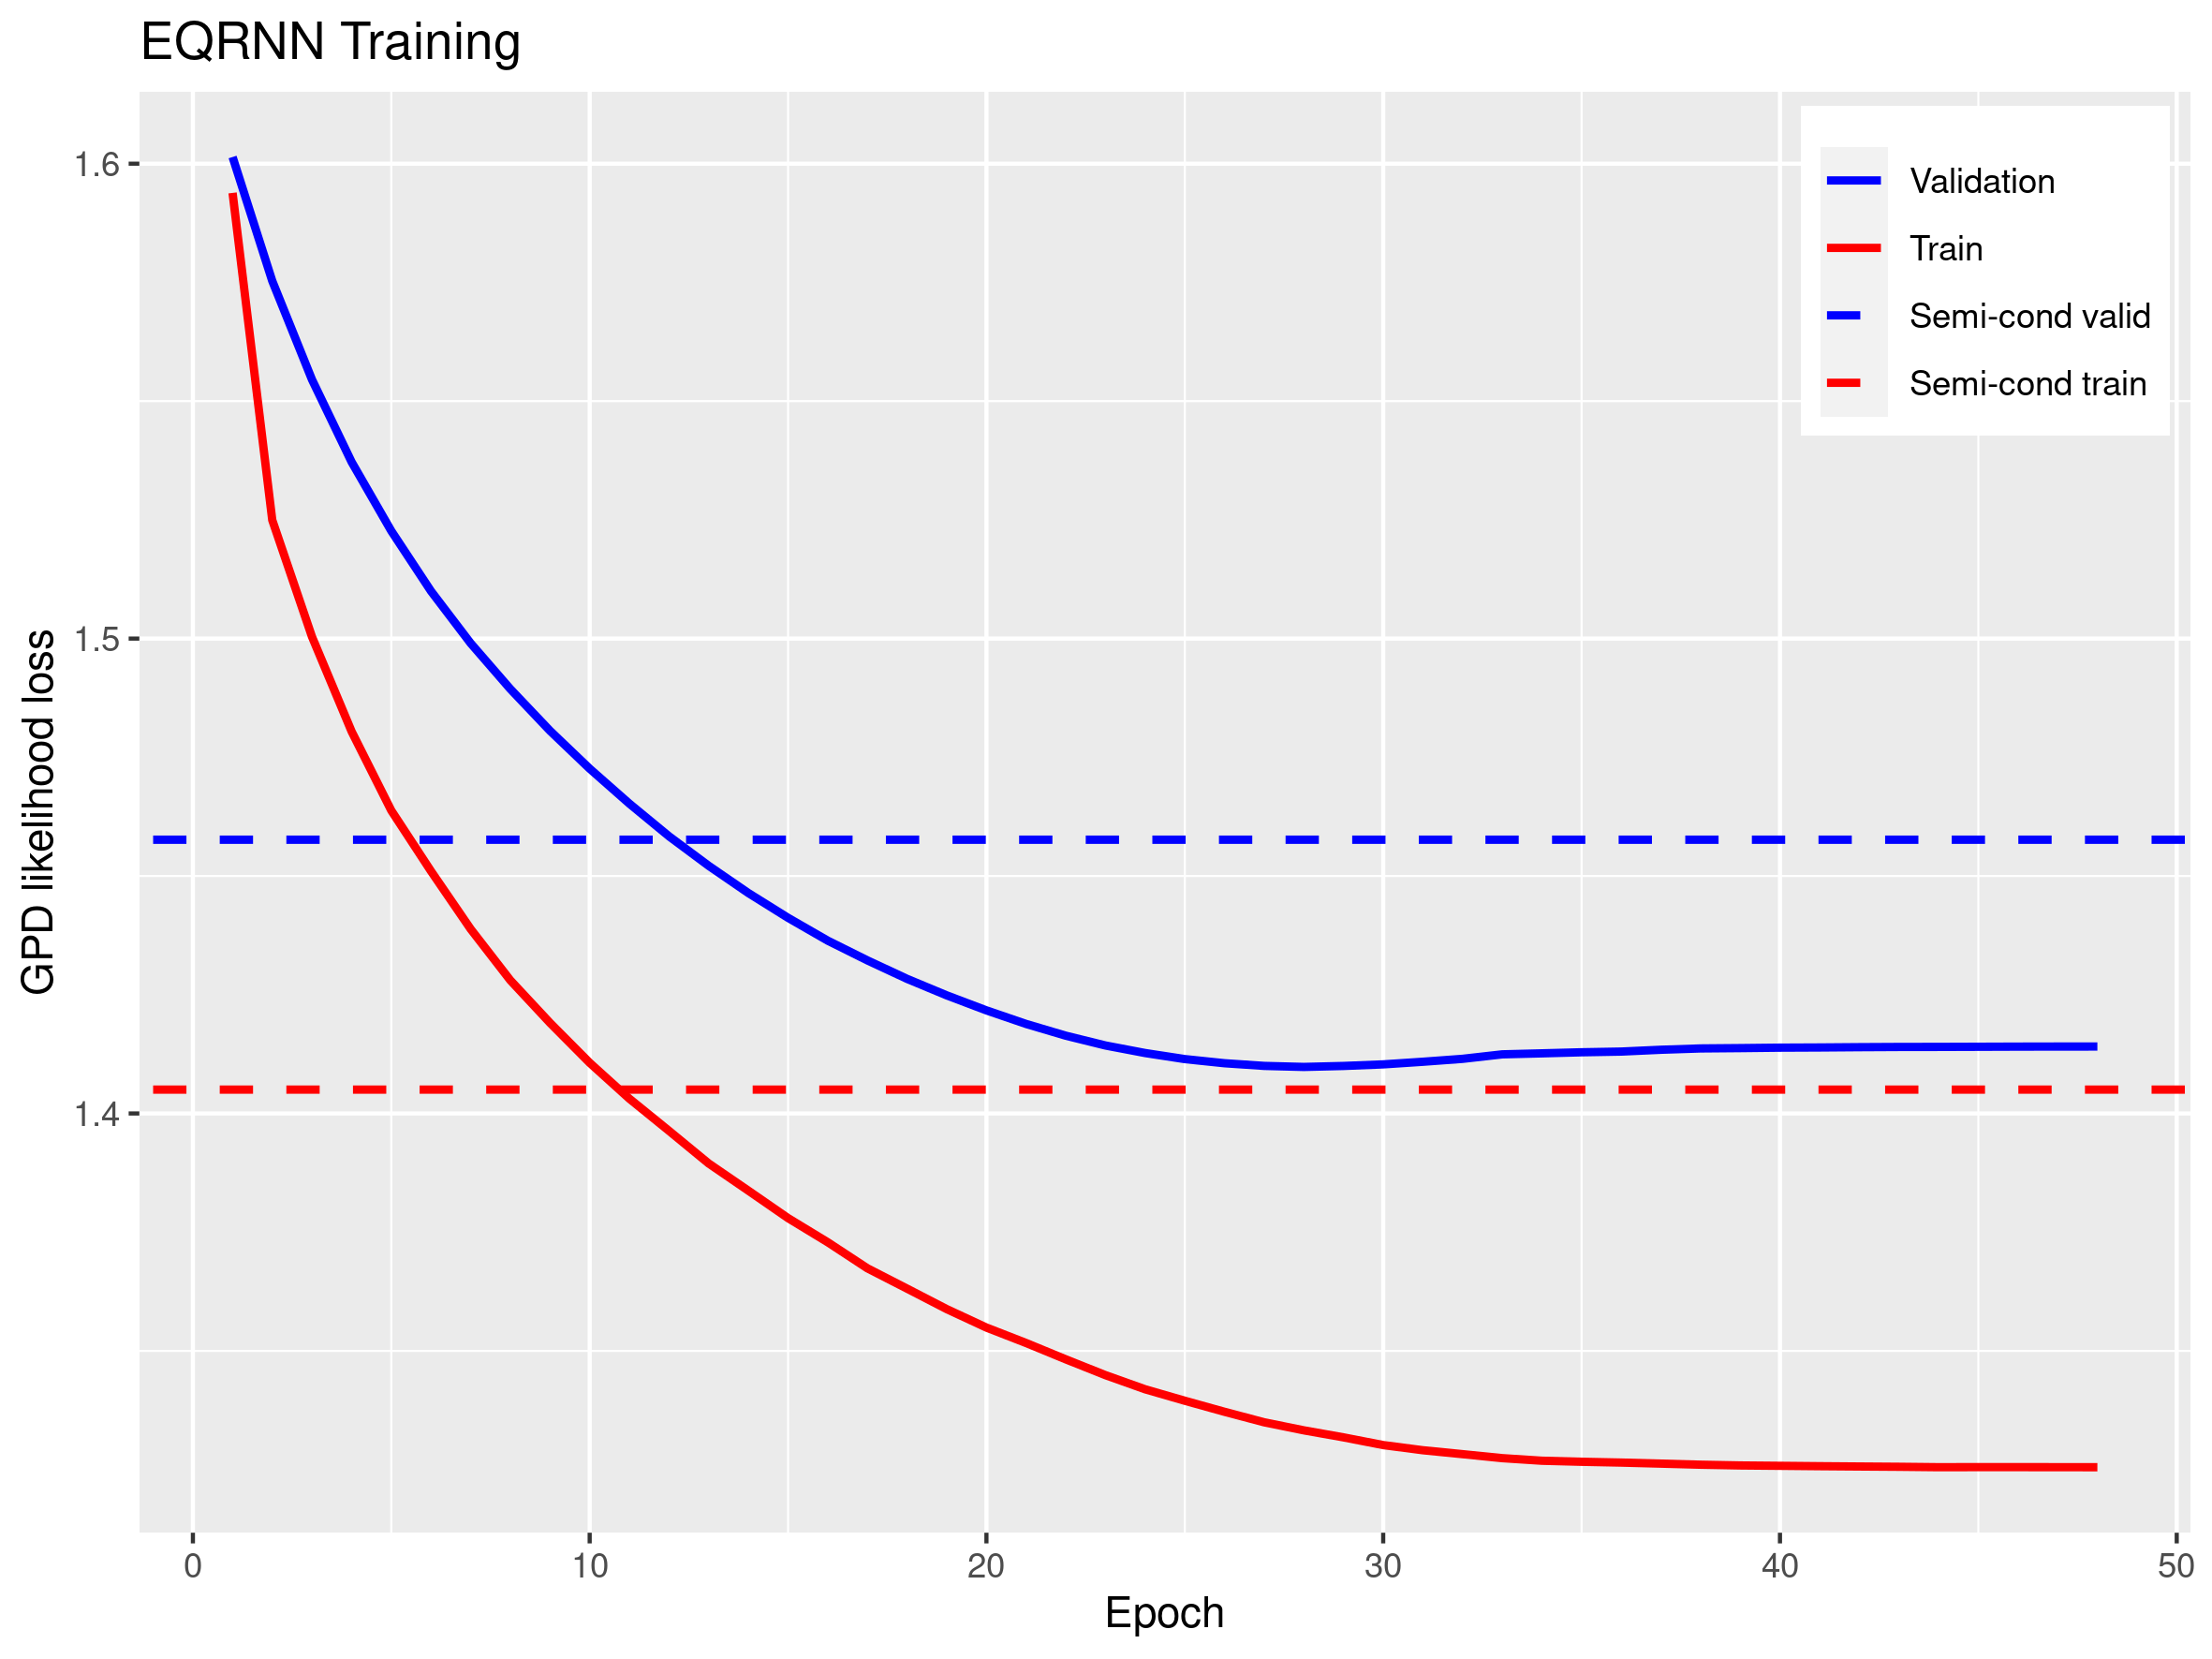 EQRNN Training
GPD likelihood loss
1.6
1.5
1.4
Validation
Train
Semi-cond valid
Semi-cond train
0 10 20 30 40 50
Epoch